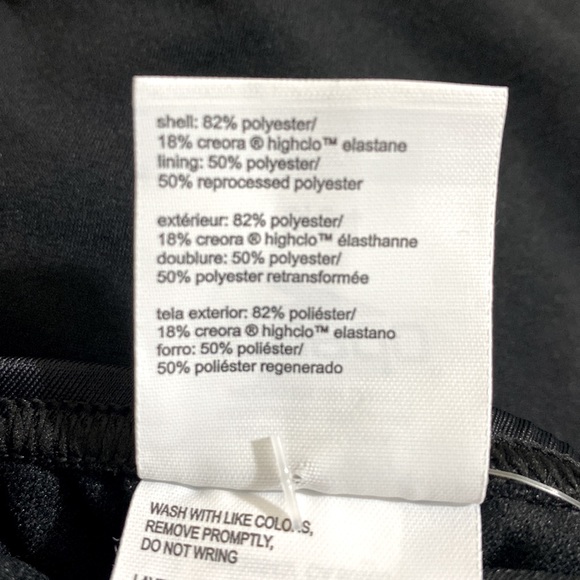 shell: 82% polyester/
18% creora ® highclo™ elastane
lining: 50% polyester/
50% reprocessed polyester
extérieur: 82% polyester/
18% creora ® highclo™ élasthanne
doublure: 50% polyester/
50% polyester retransformée
tela exterior: 82% poliéster/
18% creora ® highclo™ elastano
forro: 50% poliéster/
50% poliéster regenerado
WASH WITH LIKE COLORS,
REMOVE PROMPTLY,
DO NOT WRING